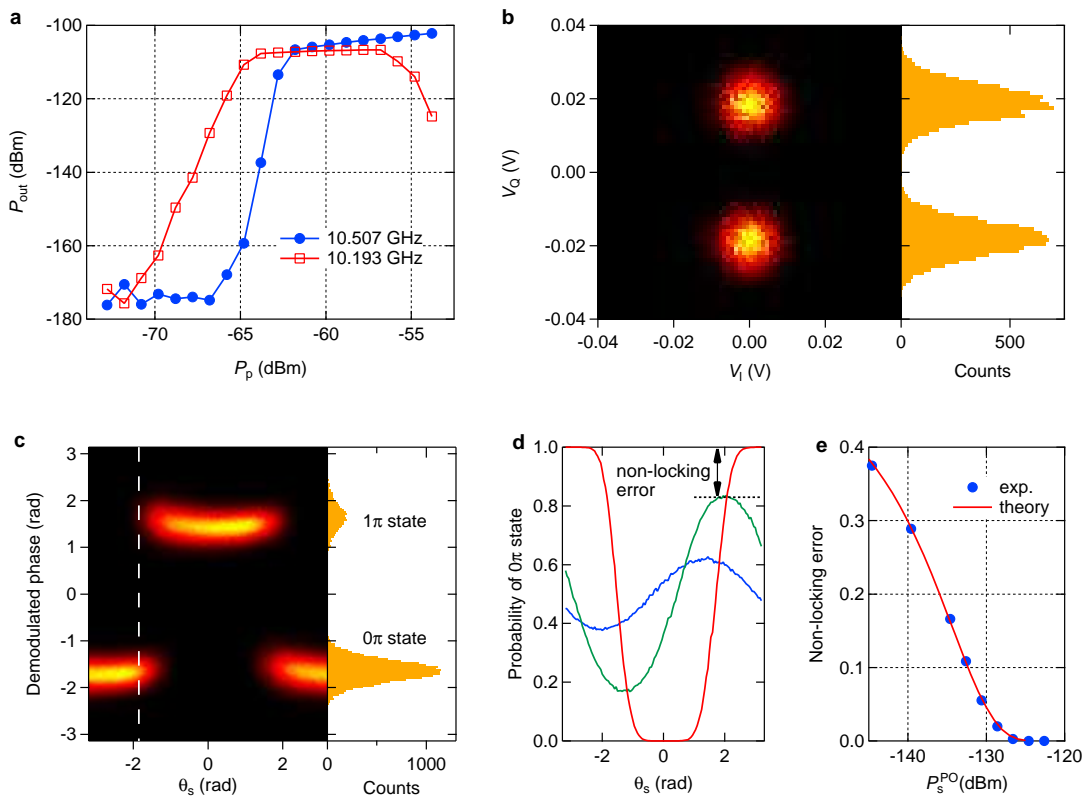 a
-100
-120
-140
-160
-180
P_out (dBm)
-70
-65
-60
-55
P_p (dBm)
10.507 GHz
10.193 GHz
b
0.04
0.02
0.00
-0.02
-0.04
V_Q (V)
-0.04
-0.02
0.00
0.02
V_I (V)
0
500
Counts
c
3
2
1
0
-1
-2
-3
Demodulated phase (rad)
-2
0
2
θ_s (rad)
1π state
0π state
0
1000
Counts
d
1.0
0.8
0.6
0.4
0.2
0.0
Probability of 0π state
non-locking
error
-2
0
2
θ_s (rad)
e
0.4
0.3
0.2
0.1
0.0
Non-locking error
exp.
theory
-140
-130
-120
P_s^PO(dBm)